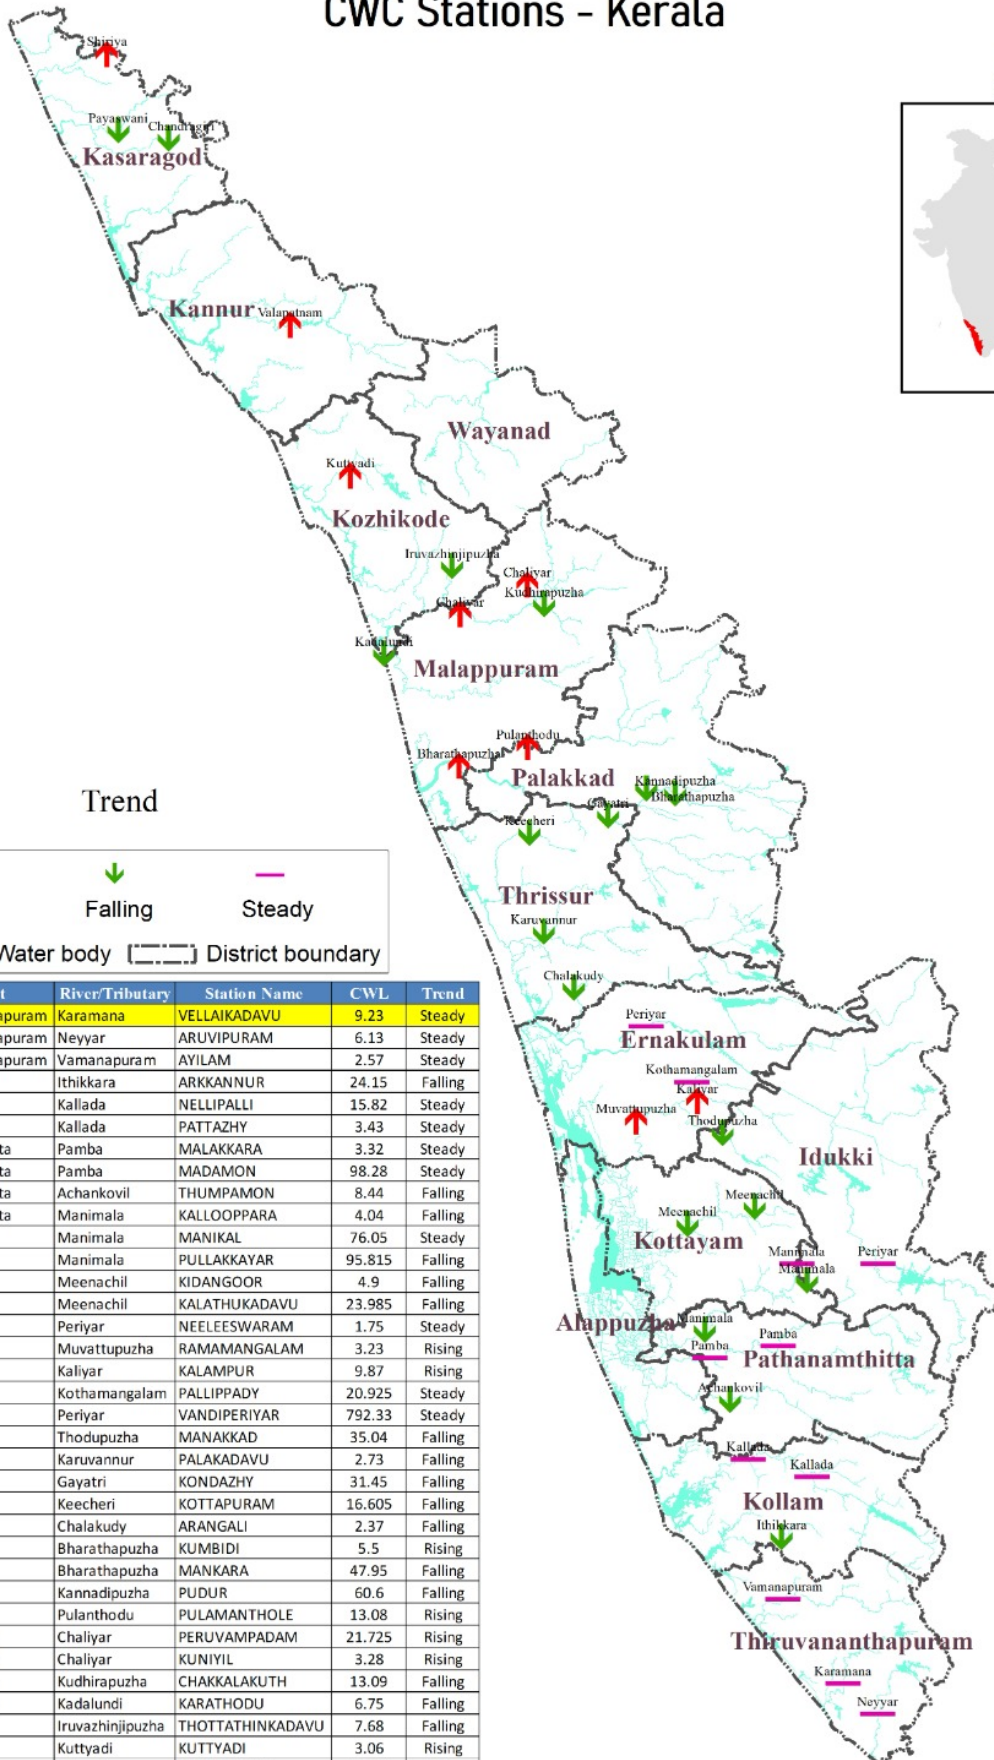 CWC Stations - Kerala
Shiriya
Payaswani
Chandragiri
Kasaragod
Kannur
Valapatnam
Wayanad
Kuttyadi
Kozhikode
Iruvazhinjipuzha
Chaliyar
Kudhirapuzha
Chaliyar
Kadalundi
Malappuram
Pulanthodu
Bharathapuzha
Palakkad
Kannadipuzha
Bharathapuzha
Gayatri
Keecheri
Thrissur
Karuvannur
Chalakudy
Periyar
Ernakulam
Kothamangalam
Kaliyar
Muvattupuzha
Thodupuzha
Idukki
Meenachil
Meenachil
Kottayam
Manimala
Periyar
Manimala
Alappuzha
Manimala
Pamba
Pamba
Pathanamthitta
Achankovil
Kallada
Kallada
Kollam
Ithikkara
Vamanapuram
Thiruvananthapuram
Karamana
Neyyar
Trend
Falling Steady
Water body District boundary
t River/Tributary Station Name CWL Trend
apuram Karamana VELLAIKADAVU 9.23 Steady
apuram Neyyar ARUVIPURAM 6.13 Steady
apuram Vamanapuram AYILAM 2.57 Steady
Ithikkara ARKKANNUR 24.15 Falling
Kallada NELLIPALLI 15.82 Steady
Kallada PATTAZHY 3.43 Steady
ta Pamba MALAKKARA 3.32 Steady
ta Pamba MADAMON 98.28 Steady
ta Achankovil THUMPAMON 8.44 Falling
ta Manimala KALLOOPPARA 4.04 Falling
Manimala MANIKAL 76.05 Steady
Manimala PULLAKKAYAR 95.815 Falling
Meenachil KIDANGOOR 4.9 Falling
Meenachil KALATHUKADAVU 23.985 Falling
Periyar NEELEESWARAM 1.75 Steady
Muvattupuzha RAMAMANGALAM 3.23 Rising
Kaliyar KALAMPUR 9.87 Rising
Kothamangalam PALLIPPADY 20.925 Steady
Periyar VANDIPERIYAR 792.33 Steady
Thodupuzha MANAKKAD 35.04 Falling
Karuvannur PALAKADAVU 2.73 Falling
Gayatri KONDAZHY 31.45 Falling
Keecheri KOTTAPURAM 16.605 Falling
Chalakudy ARANGALI 2.37 Falling
Bharathapuzha KUMBIDI 5.5 Rising
Bharathapuzha MANKARA 47.95 Falling
Kannadipuzha PUDUR 60.6 Falling
Pulanthodu PULAMANTHOLE 13.08 Rising
Chaliyar PERUVAMPADAM 21.725 Rising
Chaliyar KUNIYIL 3.28 Rising
Kudhirapuzha CHAKKALAKUTH 13.09 Falling
Kadalundi KARATHODU 6.75 Falling
Iruvazhinjipuzha THOTTATHINKADAVU 7.68 Falling
Kuttyadi KUTTYADI 3.06 Rising